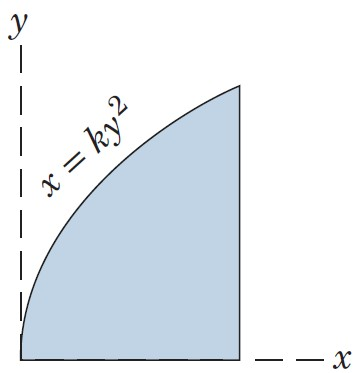 y
x = ky²
x